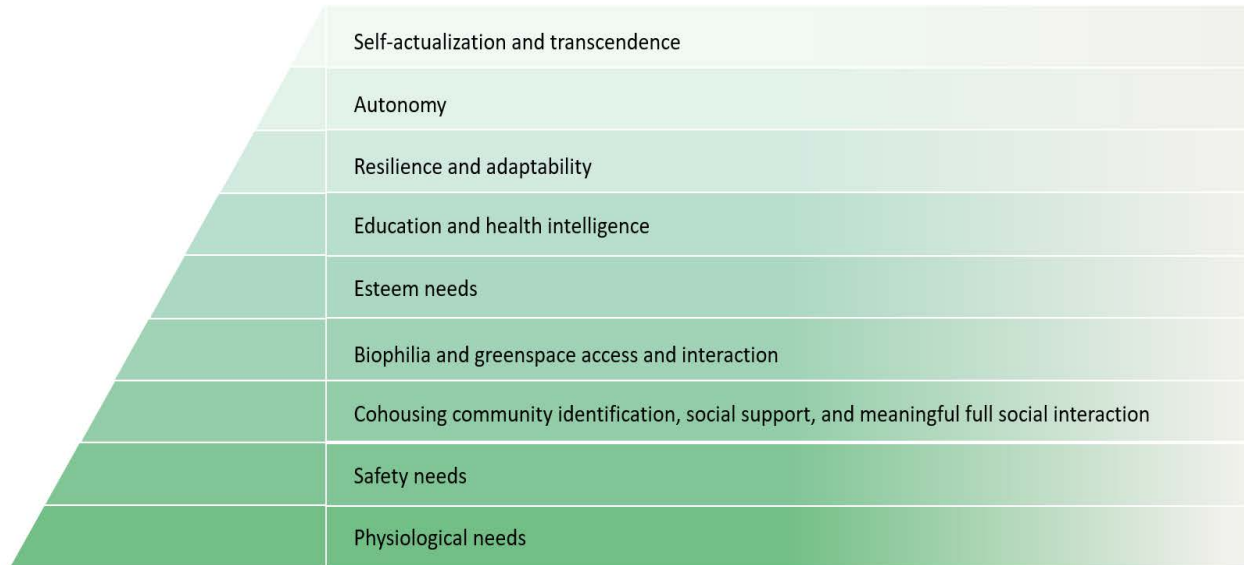 Self-actualization and transcendence
Autonomy
Resilience and adaptability
Education and health intelligence
Esteem needs
Biophilia and greenspace access and interaction
Cohousing community identification, social support, and meaningful full social interaction
Safety needs
Physiological needs